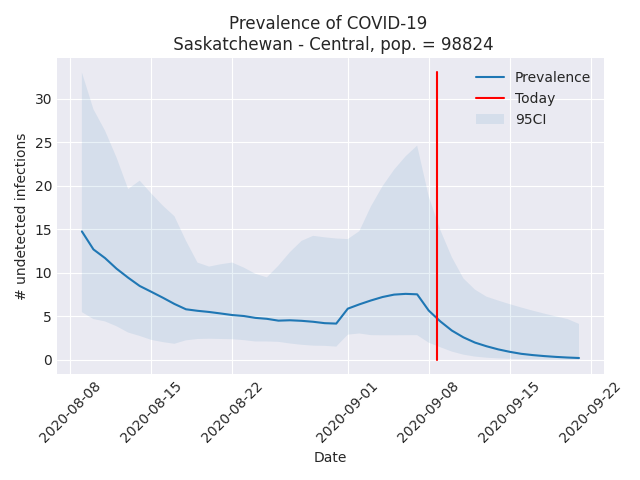 Prevalence of COVID-19
Saskatchewan - Central, pop. = 98824
Prevalence
Today
95CI
# undetected infections
30
25
20
15
10
5
0
2020-08-08
2020-08-15
2020-08-22
2020-09-01
2020-09-08
2020-09-15
2020-09-22
Date